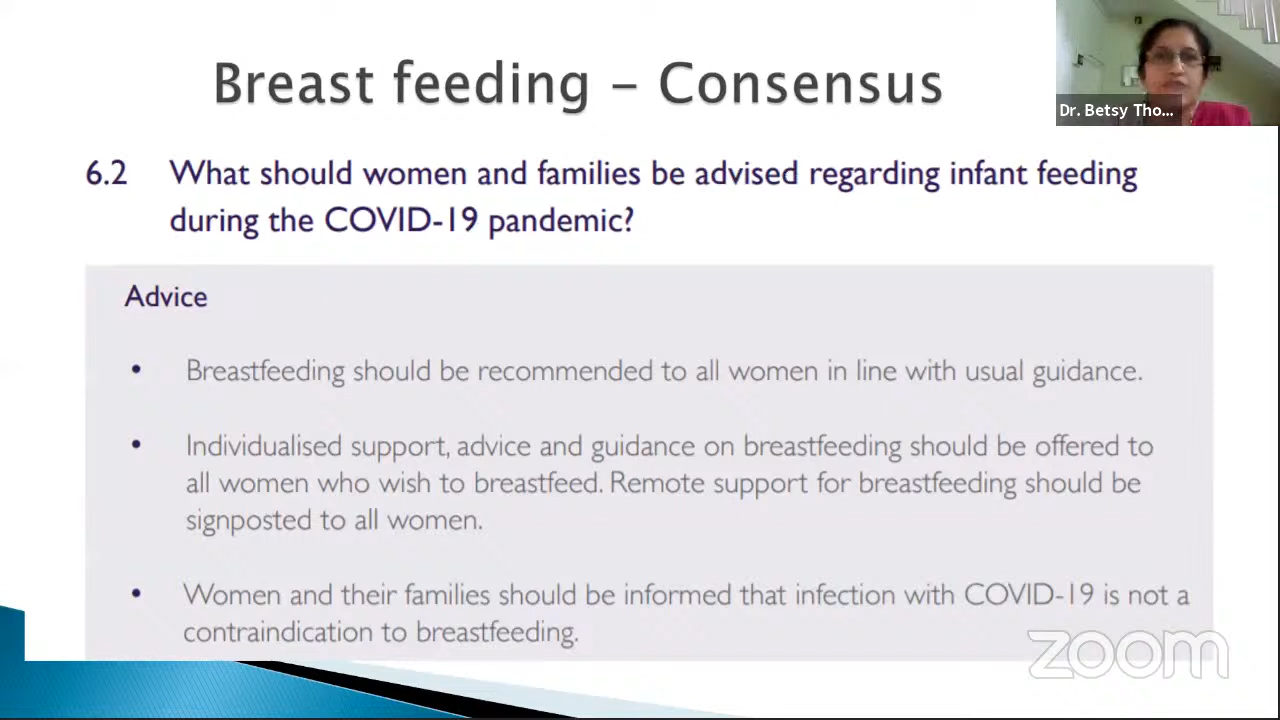 Breast feeding – Consensus
Dr. Betsy Tho...
6.2 What should women and families be advised regarding infant feeding
during the COVID-19 pandemic?
Advice
• Breastfeeding should be recommended to all women in line with usual guidance.
• Individualised support, advice and guidance on breastfeeding should be offered to
all women who wish to breastfeed. Remote support for breastfeeding should be
signposted to all women.
• Women and their families should be informed that infection with COVID-19 is not a
contraindication to breastfeeding.
zoom